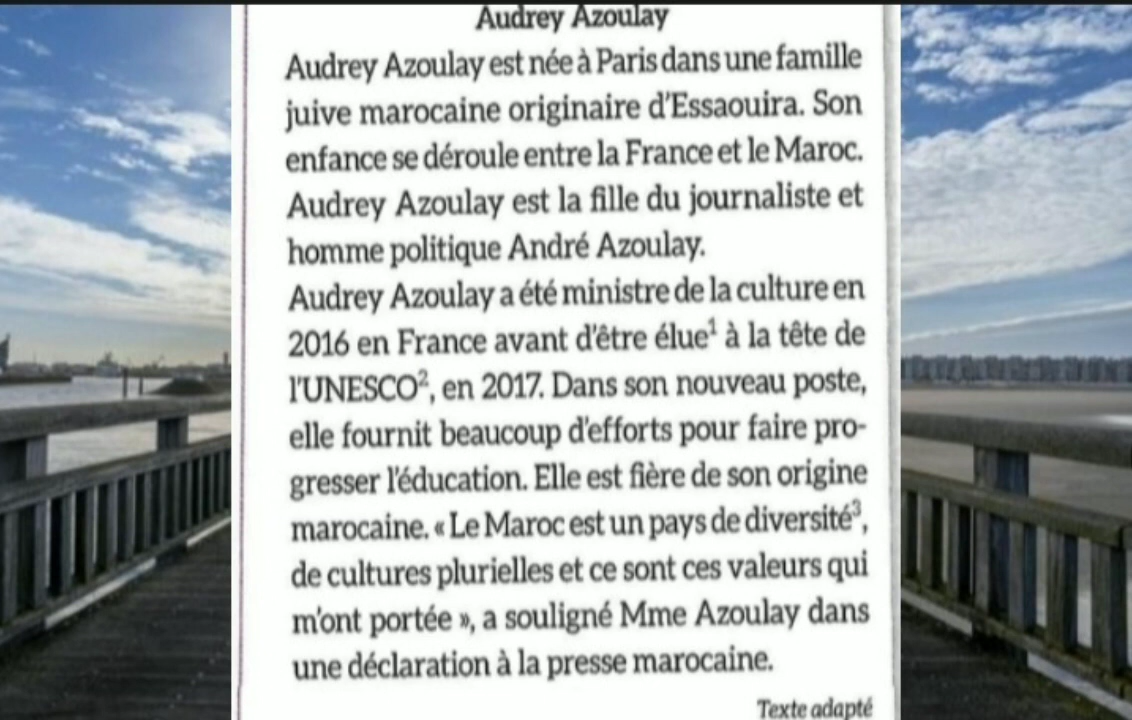 Audrey Azoulay
Audrey Azoulay est née à Paris dans une famille
juive marocaine originaire d'Essaouira. Son
enfance se déroule entre la France et le Maroc.
Audrey Azoulay est la fille du journaliste et
homme politique André Azoulay.
Audrey Azoulay a été ministre de la culture en
2016 en France avant d'être élue¹ à la tête de
l'UNESCO², en 2017. Dans son nouveau poste,
elle fournit beaucoup d'efforts pour faire pro-
gresser l'éducation. Elle est fière de son origine
marocaine. « Le Maroc est un pays de diversité³,
de cultures plurielles et ce sont ces valeurs qui
m'ont portée », a souligné Mme Azoulay dans
une déclaration à la presse marocaine.
Texte adapté